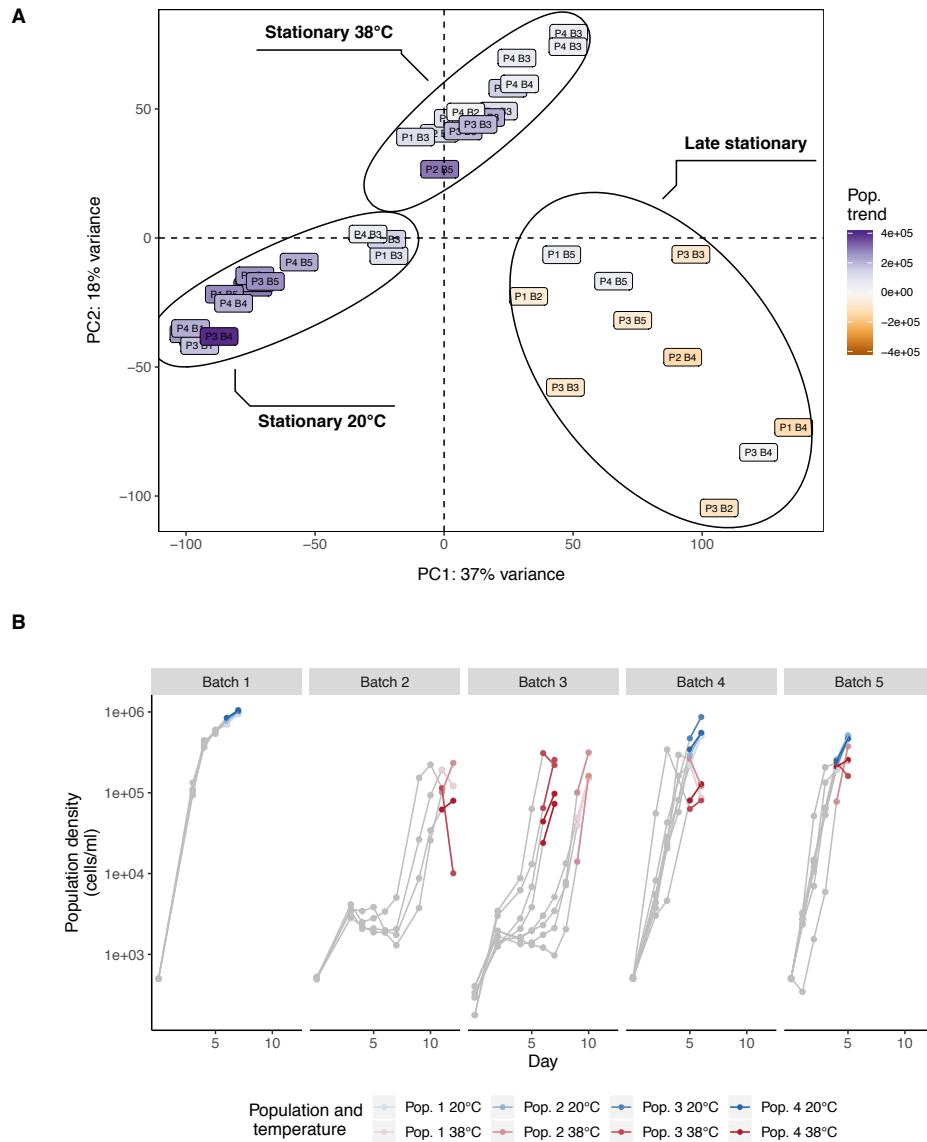 A
Stationary 38°C
Late stationary
Stationary 20°C
P4 B3
P4 B3
P4 B3
P4 B4
P4 B2
P3 B3
P1 B3
P2 B5
P4 B3
P1 B3
P4 B5
P3 B5
P4 B4
P4 B1
P3 B4
P1 B5
P3 B3
P4 B5
P1 B2
P3 B5
P2 B4
P3 B3
P1 B4
P3 B4
P3 B2
50
0
−50
−100
PC2: 18% variance
−100
−50
0
50
100
PC1: 37% variance
Pop.
trend
4e+05
2e+05
0e+00
−2e+05
−4e+05
B
Batch 1
Batch 2
Batch 3
Batch 4
Batch 5
1e+06
1e+05
1e+04
1e+03
Population density
(cells/ml)
5
10
5
10
5
10
5
10
5
10
Day
Population and
temperature
Pop. 1 20°C
Pop. 2 20°C
Pop. 3 20°C
Pop. 4 20°C
Pop. 1 38°C
Pop. 2 38°C
Pop. 3 38°C
Pop. 4 38°C